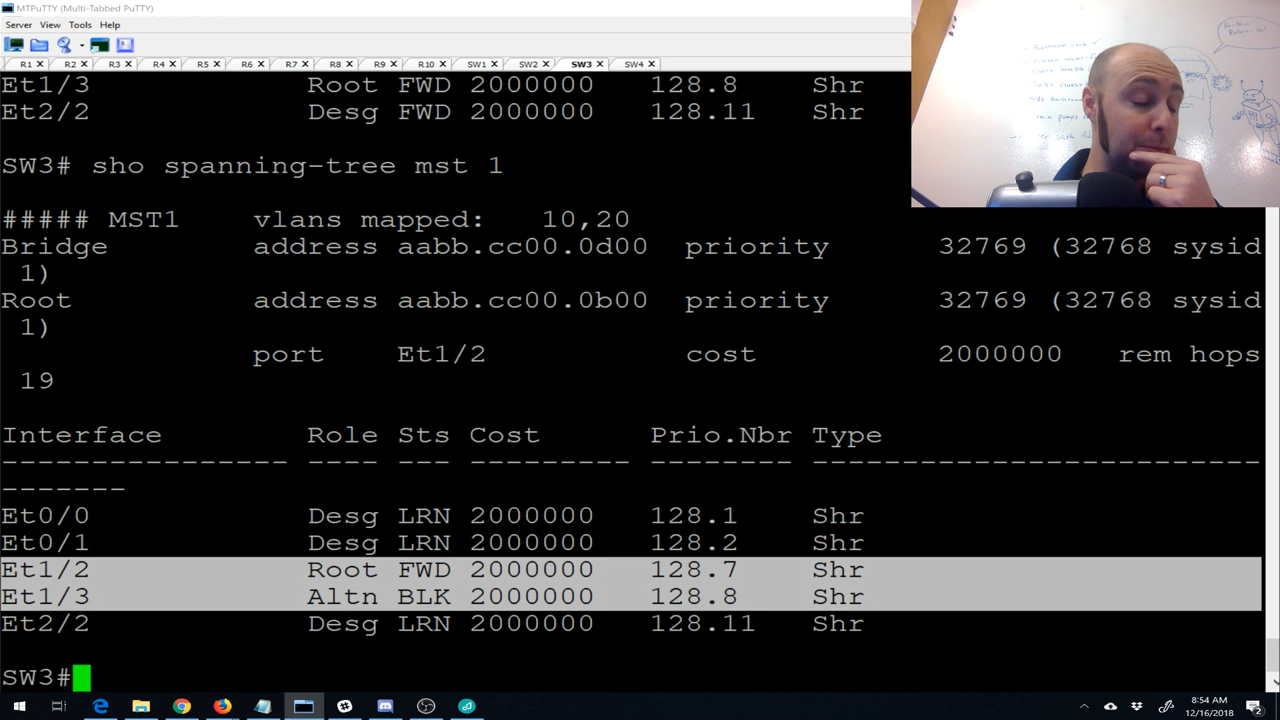 MTPuTTY (Multi-Tabbed PuTTY)
Server View Tools Help
R1 R2 R3 R4 R5 R6 R7 R8 R9 R10 SW1 SW2 SW3 SW4
Et1/3 Root FWD 2000000 128.8 Shr
Et2/2 Desg FWD 2000000 128.11 Shr
SW3# sho spanning-tree mst 1
##### MST1 vlans mapped: 10,20
Bridge address aabb.cc00.0d00 priority 32769 (32768 sysid
1)
Root address aabb.cc00.0b00 priority 32769 (32768 sysid
1)
port Et1/2 cost 2000000 rem hops
19
Interface Role Sts Cost Prio.Nbr Type
---------------- ---- --- --------- -------- -------------------------
-------
Et0/0 Desg LRN 2000000 128.1 Shr
Et0/1 Desg LRN 2000000 128.2 Shr
Et1/2 Root FWD 2000000 128.7 Shr
Et1/3 Altn BLK 2000000 128.8 Shr
Et2/2 Desg LRN 2000000 128.11 Shr
SW3#
8:54 AM
12/16/2018
2